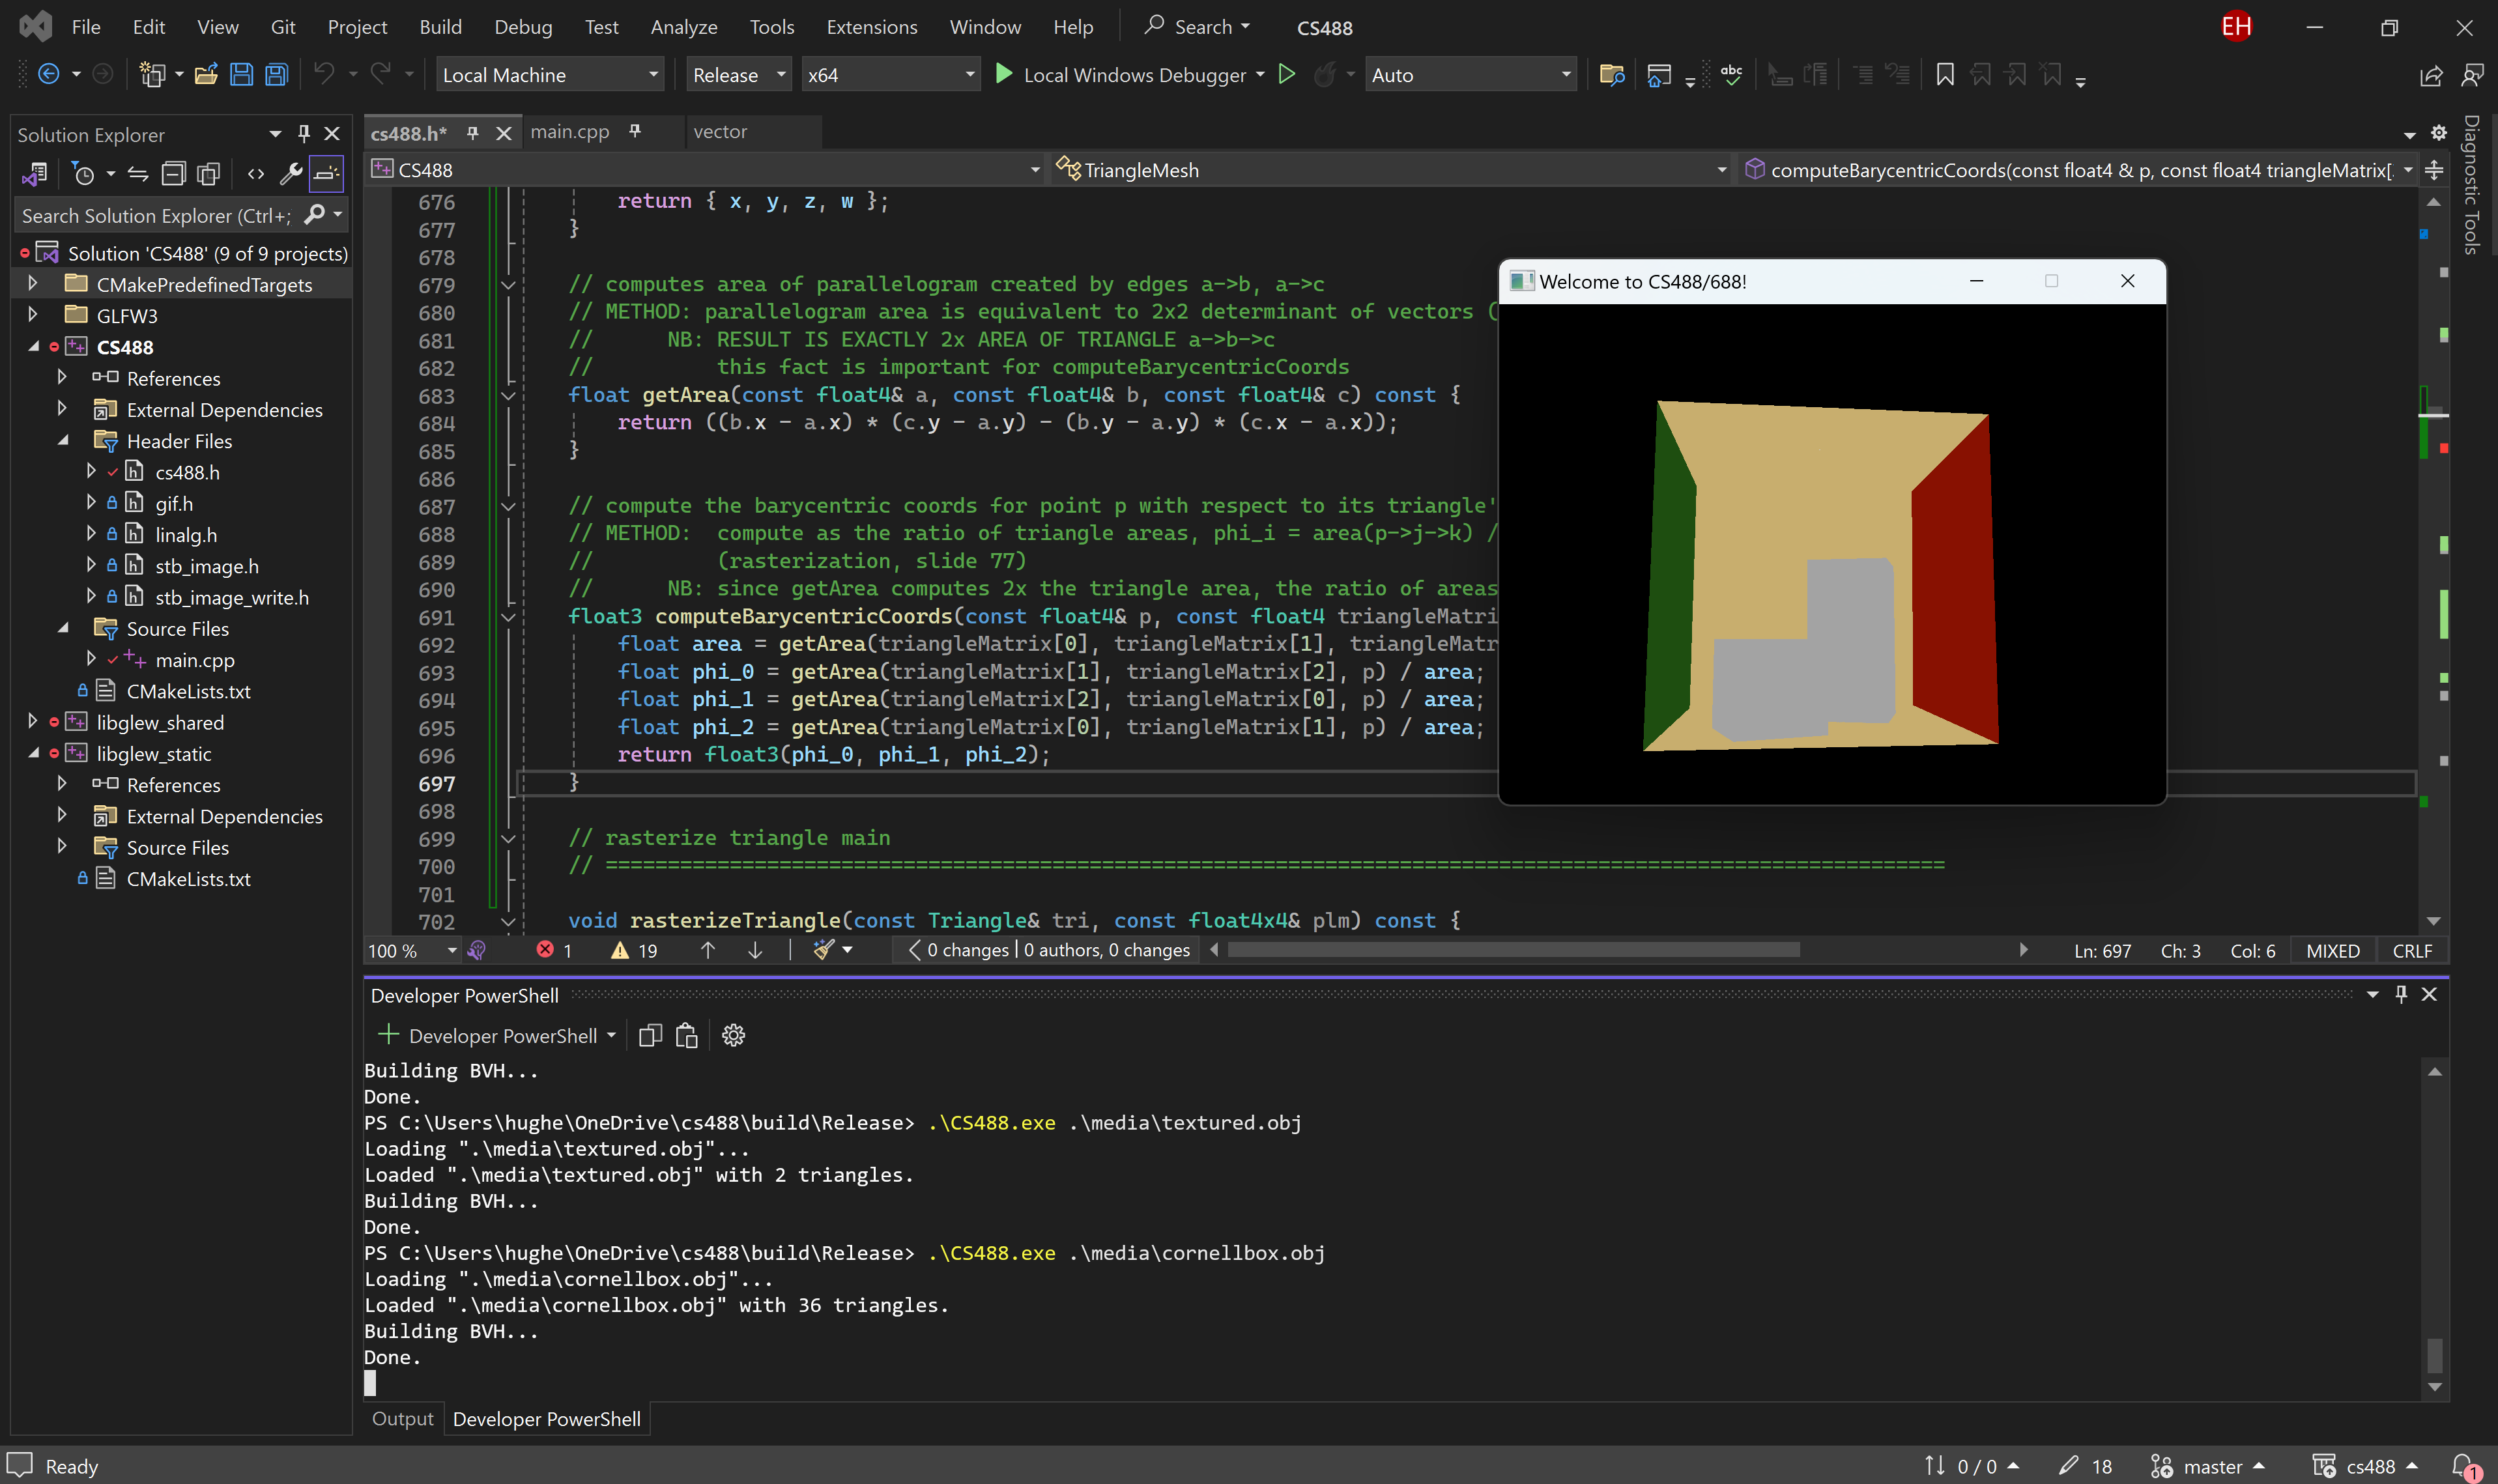 File Edit View Git Project Build Debug Test Analyze Tools Extensions Window Help Search CS488 EH
Local Machine Release x64 Local Windows Debugger Auto
Solution Explorer
Search Solution Explorer (Ctrl+;
Solution 'CS488' (9 of 9 projects)
CMakePredefinedTargets
GLFW3
CS488
References
External Dependencies
Header Files
cs488.h
gif.h
linalg.h
stb_image.h
stb_image_write.h
Source Files
main.cpp
CMakeLists.txt
libglew_shared
libglew_static
References
External Dependencies
Source Files
CMakeLists.txt
cs488.h* main.cpp vector
CS488 TriangleMesh computeBarycentricCoords(const float4 & p, const float4 triangleMatrix[
676 return { x, y, z, w };
677 }
678
679 // computes area of parallelogram created by edges a->b, a->c
680 // METHOD: parallelogram area is equivalent to 2x2 determinant of vectors (
681 // NB: RESULT IS EXACTLY 2x AREA OF TRIANGLE a->b->c
682 // this fact is important for computeBarycentricCoords
683 float getArea(const float4& a, const float4& b, const float4& c) const {
684 return ((b.x - a.x) * (c.y - a.y) - (b.y - a.y) * (c.x - a.x));
685 }
686
687 // compute the barycentric coords for point p with respect to its triangle'
688 // METHOD: compute as the ratio of triangle areas, phi_i = area(p->j->k) /
689 // (rasterization, slide 77)
690 // NB: since getArea computes 2x the triangle area, the ratio of areas
691 float3 computeBarycentricCoords(const float4& p, const float4 triangleMatri
692 float area = getArea(triangleMatrix[0], triangleMatrix[1], triangleMatr
693 float phi_0 = getArea(triangleMatrix[1], triangleMatrix[2], p) / area;
694 float phi_1 = getArea(triangleMatrix[2], triangleMatrix[0], p) / area;
695 float phi_2 = getArea(triangleMatrix[0], triangleMatrix[1], p) / area;
696 return float3(phi_0, phi_1, phi_2);
697 }
698
699 // rasterize triangle main
700 // ============================================================================================================
701
702 void rasterizeTriangle(const Triangle& tri, const float4x4& plm) const {
Welcome to CS488/688!
Diagnostic Tools
100 % 1 19 0 changes | 0 authors, 0 changes Ln: 697 Ch: 3 Col: 6 MIXED CRLF
Developer PowerShell
Developer PowerShell
Building BVH...
Done.
PS C:\Users\hughe\OneDrive\cs488\build\Release> .\CS488.exe .\media\textured.obj
Loading ".\media\textured.obj"...
Loaded ".\media\textured.obj" with 2 triangles.
Building BVH...
Done.
PS C:\Users\hughe\OneDrive\cs488\build\Release> .\CS488.exe .\media\cornellbox.obj
Loading ".\media\cornellbox.obj"...
Loaded ".\media\cornellbox.obj" with 36 triangles.
Building BVH...
Done.
Output Developer PowerShell
Ready 0 / 0 18 master cs488 1